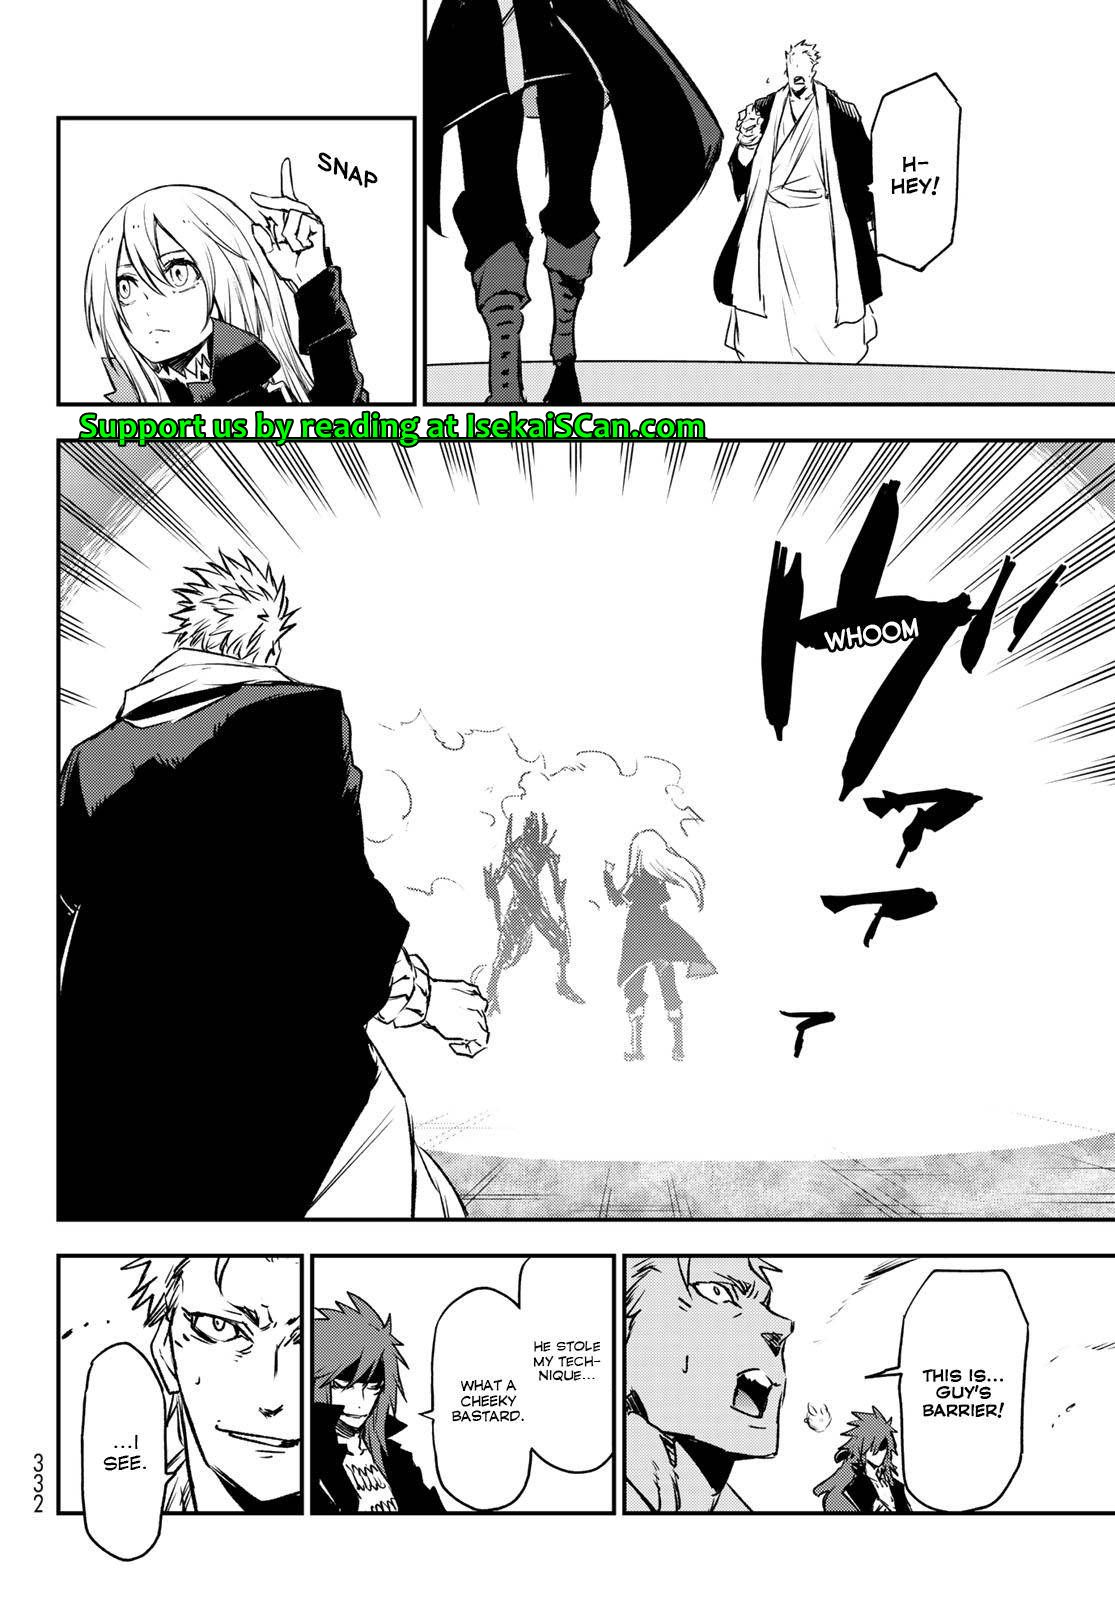 H-
HEY!
SNAP
Support us by reading at IsekaiSCan.com
ドゥ"
WHOOM
ァ
ァ
ァ
THIS IS...
GUY'S
BARRIER!
HE STOLE
MY TECH-
NIQUE...
WHAT A
CHEEKY
BASTARD.
...I
SEE.
332